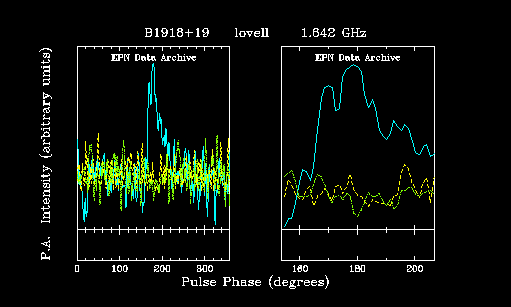 B1918+19 lovell 1.642 GHz
EPN Data Archive EPN Data Archive
P.A. Intensity (arbitrary units)
0 100 200 300 160 180 200
Pulse Phase (degrees)